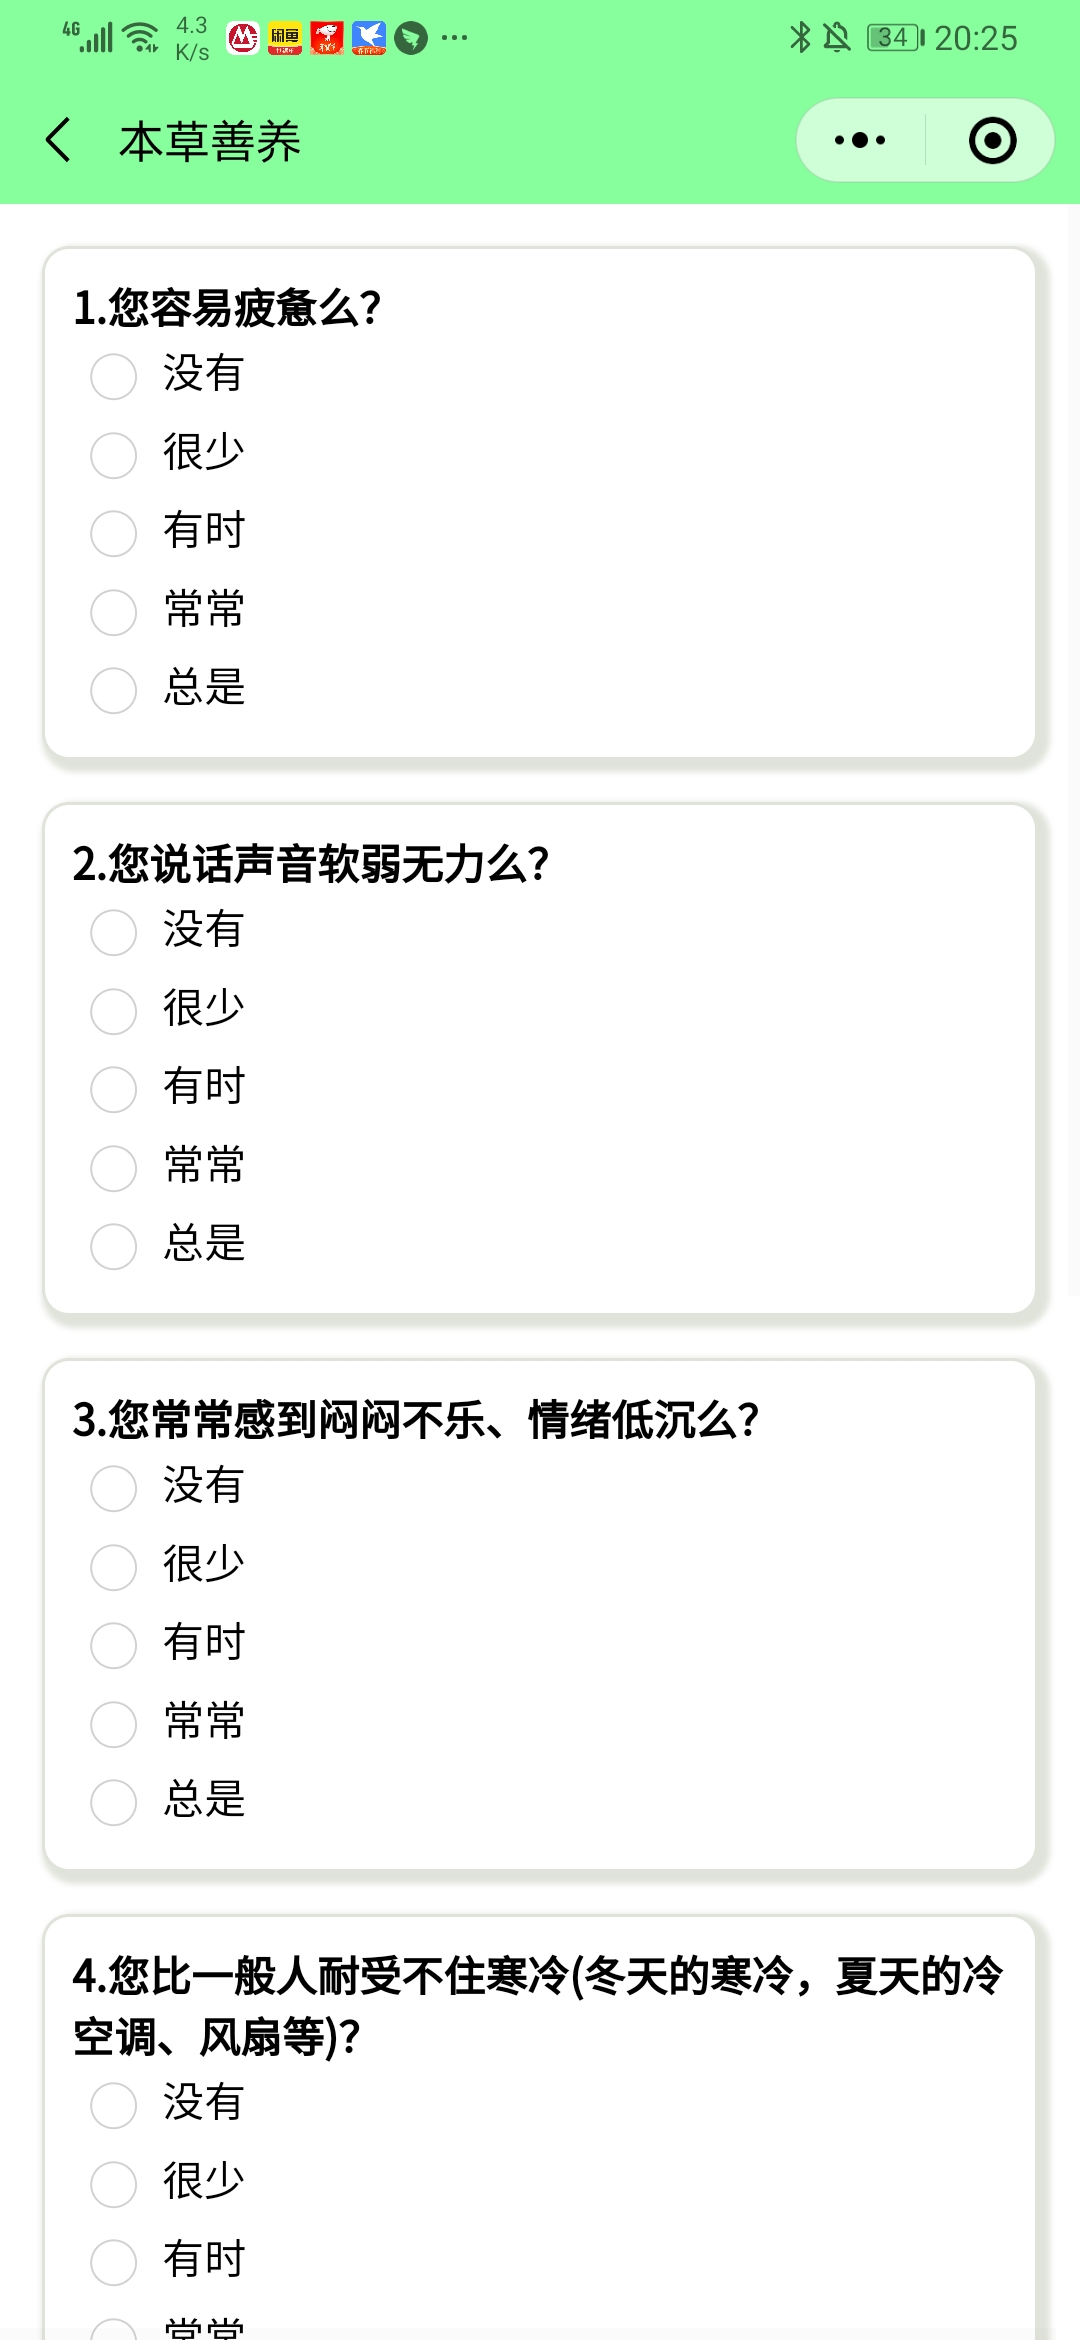 4G 4.3 K/s 闲鱼 34 20:25
本草善养
1.您容易疲惫么?
没有
很少
有时
常常
总是
2.您说话声音软弱无力么?
没有
很少
有时
常常
总是
3.您常常感到闷闷不乐、情绪低沉么?
没有
很少
有时
常常
总是
4.您比一般人耐受不住寒冷(冬天的寒冷，夏天的冷
空调、风扇等)?
没有
很少
有时
常常